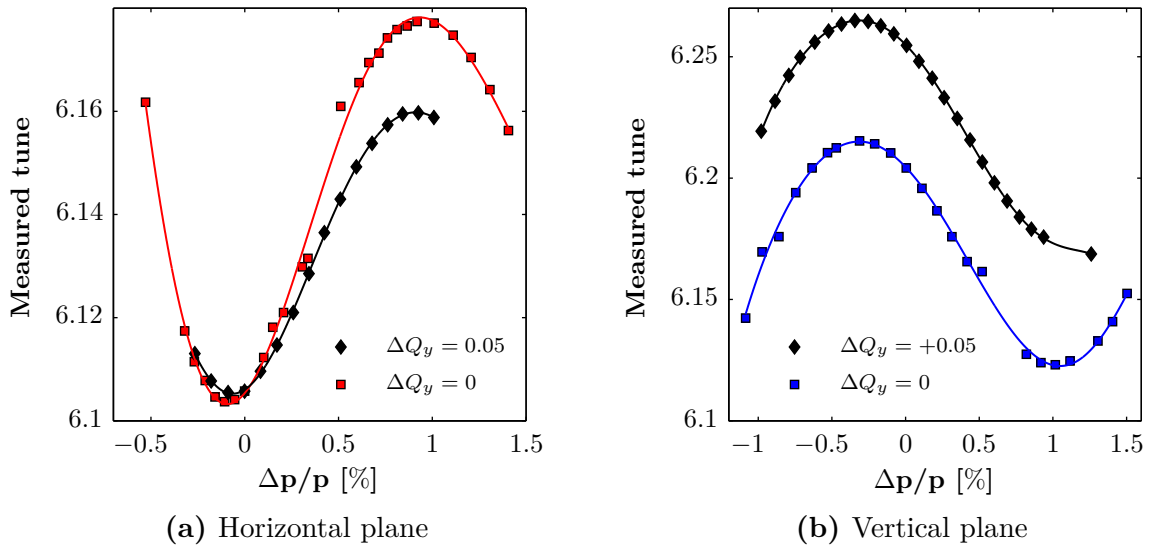 Measured tune
6.16
6.14
6.12
6.1
−0.5
0
0.5
1
1.5
Δp/p [%]
ΔQy = 0.05
ΔQy = 0
(a) Horizontal plane
Measured tune
6.25
6.2
6.15
6.1
−1
−0.5
0
0.5
1
1.5
Δp/p [%]
ΔQy = +0.05
ΔQy = 0
(b) Vertical plane